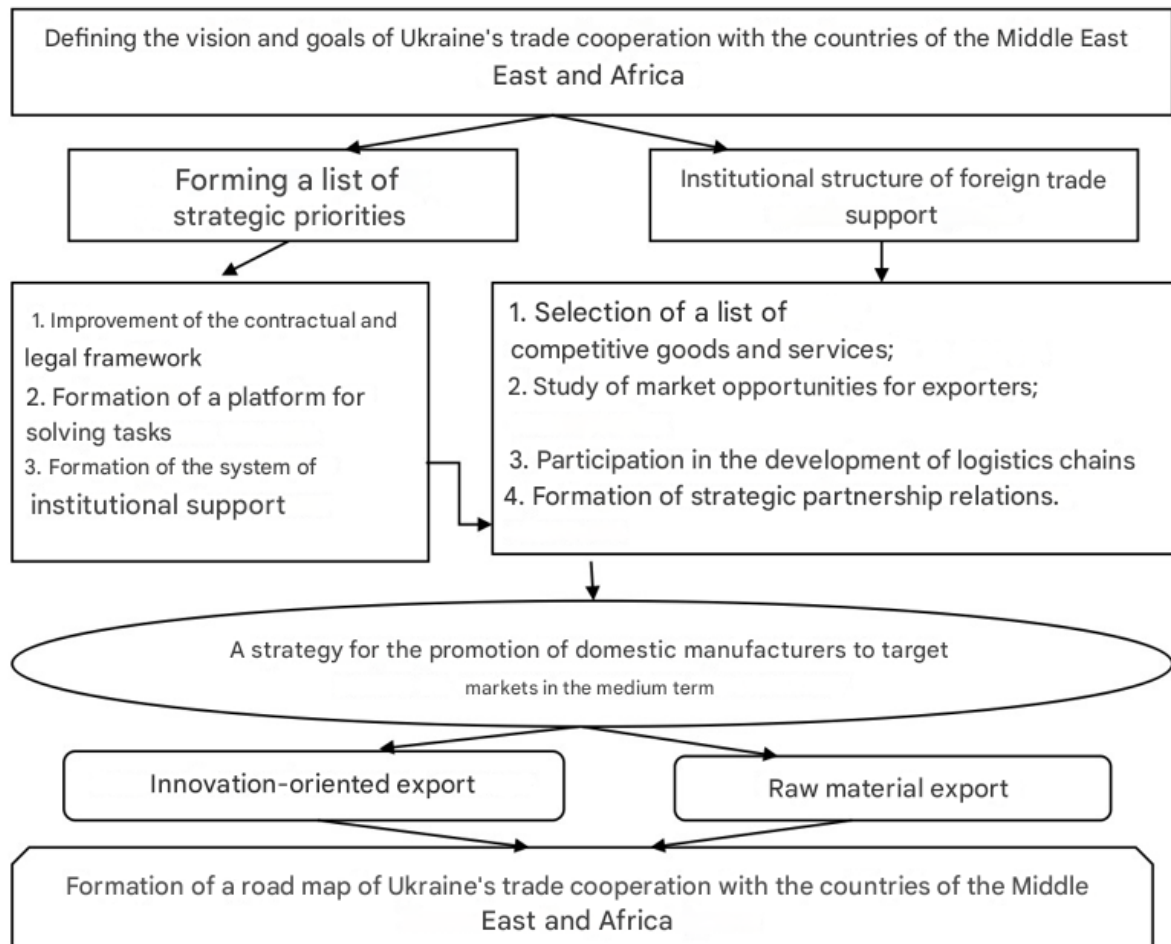 Defining the vision and goals of Ukraine's trade cooperation with the countries of the Middle East
East and Africa
Forming a list of
strategic priorities
Institutional structure of foreign trade
support
1. Improvement of the contractual and
legal framework
2. Formation of a platform for
solving tasks
3. Formation of the system of
institutional support
1. Selection of a list of
competitive goods and services;
2. Study of market opportunities for exporters;
3. Participation in the development of logistics chains
4. Formation of strategic partnership relations.
A strategy for the promotion of domestic manufacturers to target
markets in the medium term
Innovation-oriented export
Raw material export
Formation of a road map of Ukraine's trade cooperation with the countries of the Middle
East and Africa